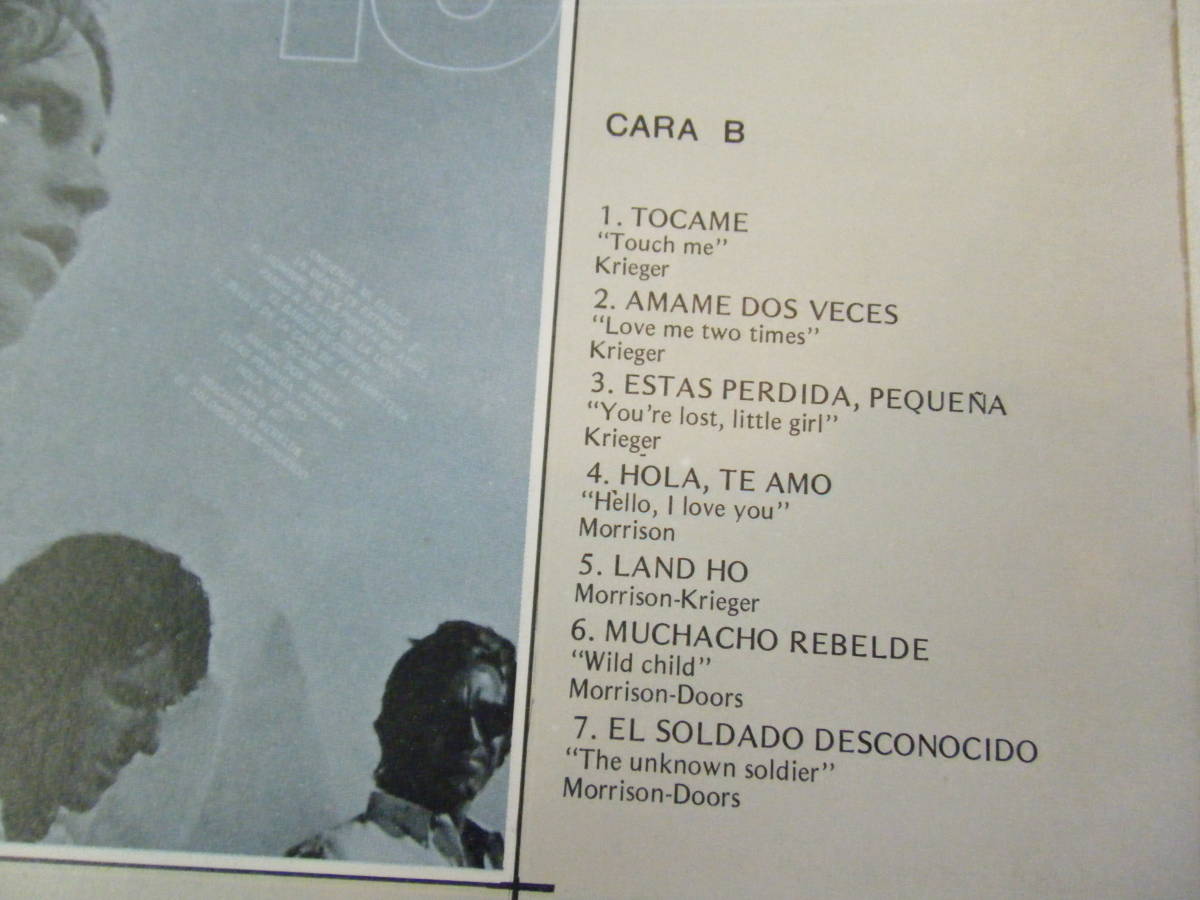 CARA B
1. TOCAME
“Touch me”
Krieger
2. AMAME DOS VECES
“Love me two times”
Krieger
3. ESTAS PERDIDA, PEQUEÑA
“You’re lost, little girl”
Krieger
4. HOLA, TE AMO
“Hello, I love you”
Morrison
5. LAND HO
Morrison-Krieger
6. MUCHACHO REBELDE
“Wild child”
Morrison-Doors
7. EL SOLDADO DESCONOCIDO
“The unknown soldier”
Morrison-Doors